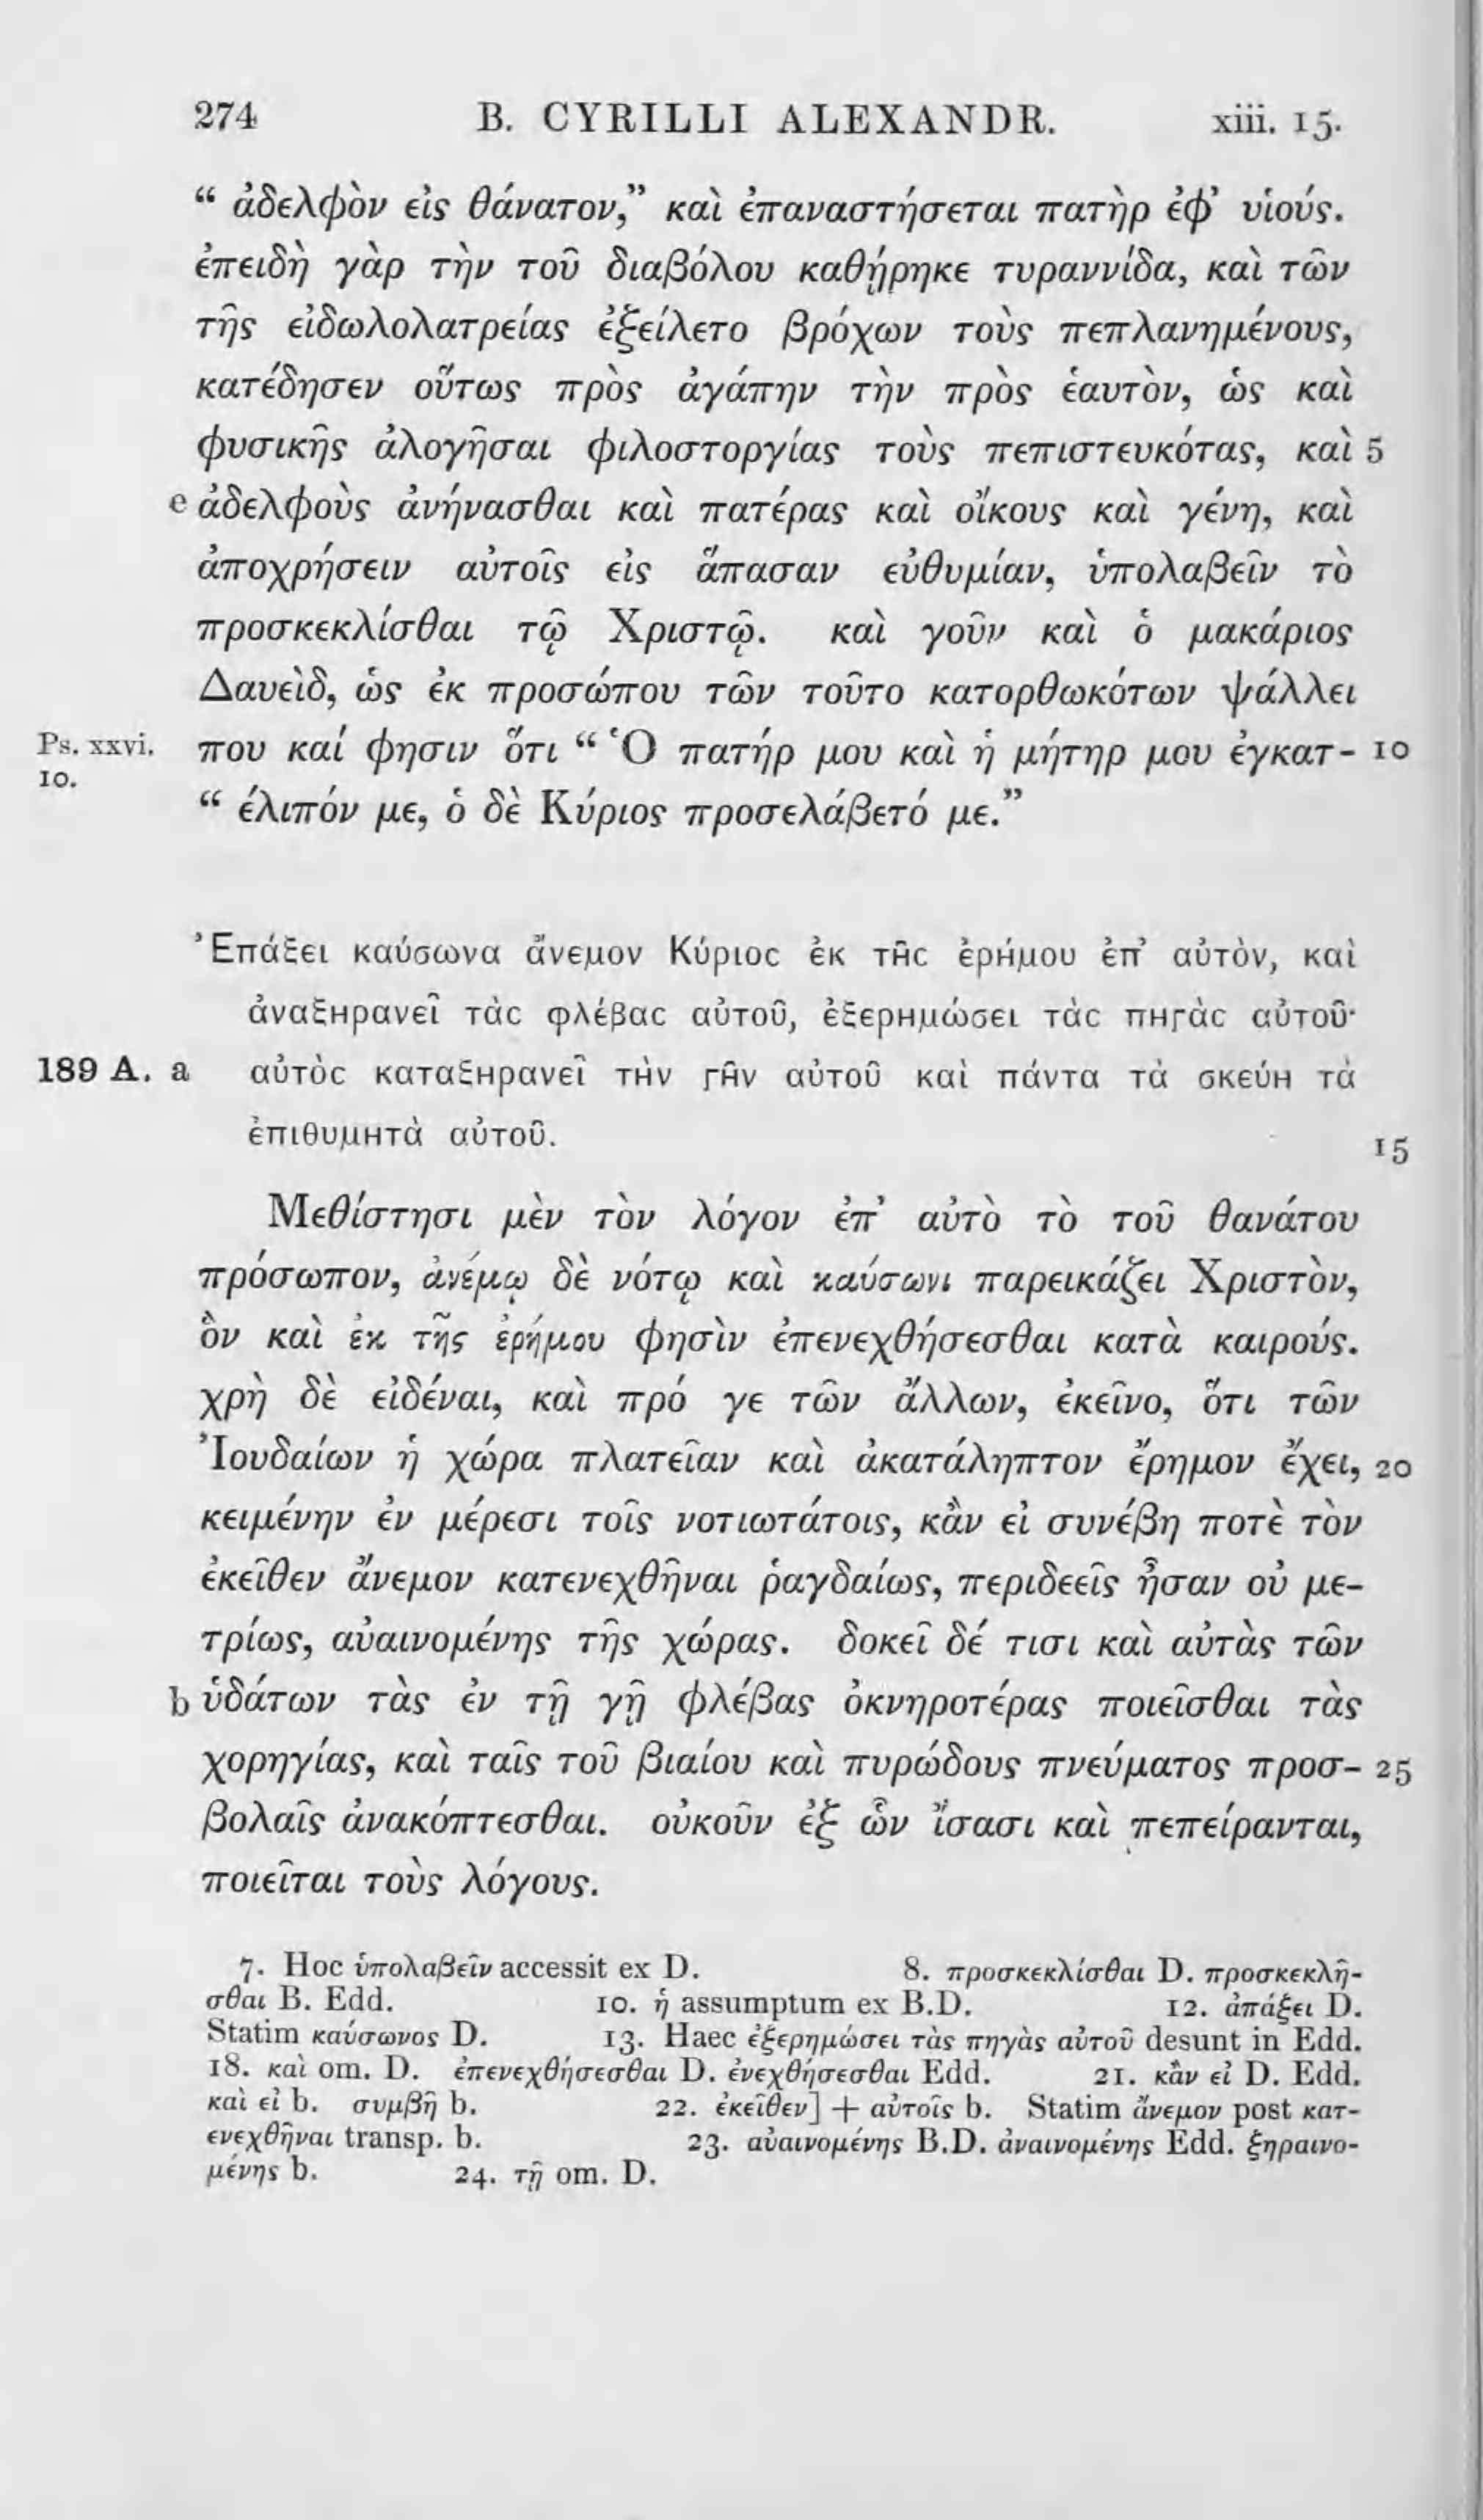 274 B. CYRILLI ALEXANDR. xiii. 15.
“ ἀδελφὸν εἰς θάνατον,” καὶ ἐπαναστήσεται πατὴρ ἐφ’ υἱούς.
ἐπειδὴ γὰρ τὴν τοῦ διαβόλου καθῄρηκε τυραννίδα, καὶ τῶν
τῆς εἰδωλολατρείας ἐξείλετο βρόχων τοὺς πεπλανημένους,
κατέδησεν οὕτως πρὸς ἀγάπην τὴν πρὸς ἑαυτὸν, ὡς καὶ
φυσικῆς ἀλογῆσαι φιλοστοργίας τοὺς πεπιστευκότας, καὶ 5
e ἀδελφοὺς ἀνήνασθαι καὶ πατέρας καὶ οἴκους καὶ γένη, καὶ
ἀποχρήσειν αὐτοῖς εἰς ἅπασαν εὐθυμίαν, ὑπολαβεῖν τὸ
προσκεκλίσθαι τῷ Χριστῷ. καὶ γοῦν καὶ ὁ μακάριος
Δαυεὶδ, ὡς ἐκ προσώπου τῶν τοῦτο κατορθωκότων ψάλλει
Ps. xxvi. που καί φησιν ὅτι “ Ὁ πατήρ μου καὶ ἡ μήτηρ μου ἐγκατ- 10
10. “ έλιπόν με, ὁ δὲ Κύριος προσελάβετό με.”
Ἐπάξει καύσωνα ἄνεμον Κύριος ἐκ τῆς ἐρήμου ἐπ’ αὐτὸν, καὶ
ἀναξηρανεῖ τὰς φλέβας αὐτοῦ, ἐξερημώσει τὰς πηγὰς αὐτοῦ·
189 A. a αὐτὸς καταξηρανεῖ τὴν γῆν αὐτοῦ καὶ πάντα τὰ σκεύη τὰ
ἐπιθυμητὰ αὐτοῦ. 15
Μεθίστησι μὲν τὸν λόγον ἐπ’ αὐτὸ τὸ τοῦ θανάτου
πρόσωπον, ἀνέμῳ δὲ νότῳ καὶ καύσωνι παρεικάζει Χριστὸν,
ὃν καὶ ἐκ τῆς ἐρήμου φησὶν ἐπενεχθήσεσθαι κατὰ καιρούς.
χρὴ δὲ εἰδέναι, καὶ πρό γε τῶν ἄλλων, ἐκεῖνο, ὅτι τῶν
Ἰουδαίων ἡ χώρα πλατεῖαν καὶ ἀκατάληπτον ἔρημον ἔχει, 20
κειμένην ἐν μέρεσι τοῖς νοτιωτάτοις, κἂν εἰ συνέβη ποτὲ τὸν
ἐκεῖθεν ἄνεμον κατενεχθῆναι ῥαγδαίως, περιδεεῖς ἦσαν οὐ με-
τρίως, αὐαινομένης τῆς χώρας. δοκεῖ δέ τισι καὶ αὐτὰς τῶν
b ὑδάτων τὰς ἐν τῇ γῇ φλέβας ὀκνηροτέρας ποιεῖσθαι τὰς
χορηγίας, καὶ ταῖς τοῦ βιαίου καὶ πυρώδους πνεύματος προσ- 25
βολαῖς ἀνακόπτεσθαι. οὐκοῦν ἐξ ὧν ἴσασι καὶ πεπείρανται,
ποιεῖται τοὺς λόγους.
7. Hoc ὑπολαβεῖν accessit ex D. 8. προσκεκλίσθαι D. προσκεκλῆ-
σθαι B. Edd. 10. ἡ assumptum ex B.D. 12. ἀπάξει D.
Statim καύσωνος D. 13. Haec ἐξερημώσει τὰς πηγὰς αὐτοῦ desunt in Edd.
18. καὶ om. D. ἐπενεχθήσεσθαι D. ἐνεχθήσεσθαι Edd. 21. κἂν εἰ D. Edd.
καὶ εἰ b. συμβῇ b. 22. ἐκεῖθεν] + αὐτοῖς b. Statim ἄνεμον post κατ-
ενεχθῆναι transp. b. 23. αὐαινομένης B.D. ἀναινομένης Edd. ξηραινο-
μένης b. 24. τῇ om. D.